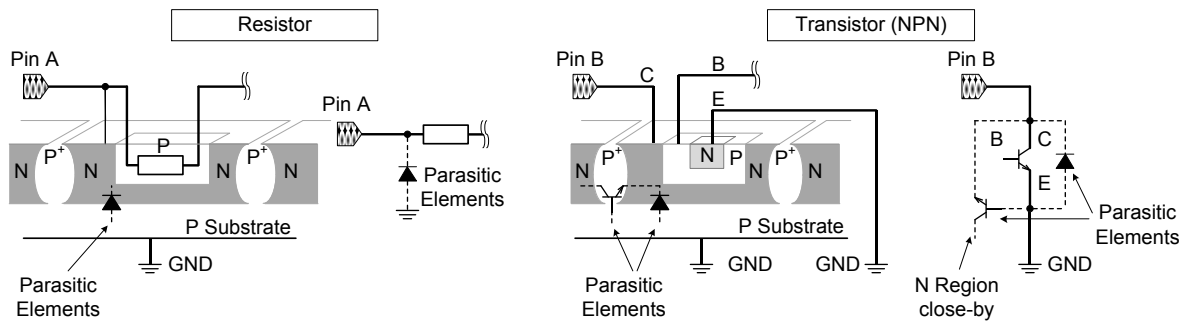 Resistor
Pin A
N
P+
N
P
N
P+
N
Parasitic
Elements
P Substrate
GND
Pin A
Parasitic
Elements
Transistor (NPN)
Pin B
C
B
E
N
P+
N
N
P
N
P+
N
P Substrate
Parasitic
Elements
GND
GND
Pin B
B
C
E
Parasitic
Elements
GND
N Region
close-by